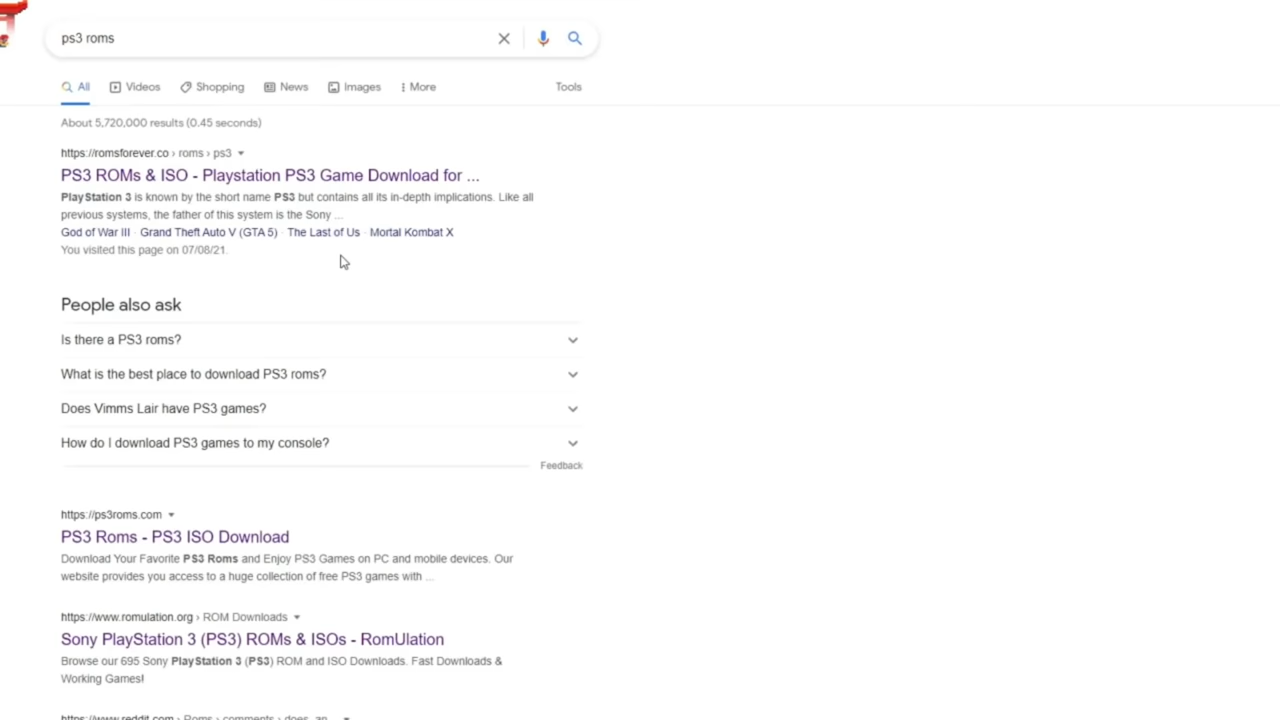 ps3 roms
All Videos Shopping News Images More Tools
About 5,720,000 results (0.45 seconds)
https://romsforever.co › roms › ps3
PS3 ROMs & ISO - Playstation PS3 Game Download for ...
PlayStation 3 is known by the short name PS3 but contains all its in-depth implications. Like all
previous systems, the father of this system is the Sony ...
God of War III · Grand Theft Auto V (GTA 5) · The Last of Us · Mortal Kombat X
You visited this page on 07/08/21.
People also ask
Is there a PS3 roms?
What is the best place to download PS3 roms?
Does Vimms Lair have PS3 games?
How do I download PS3 games to my console?
Feedback
https://ps3roms.com
PS3 Roms - PS3 ISO Download
Download Your Favorite PS3 Roms and Enjoy PS3 Games on PC and mobile devices. Our
website provides you access to a huge collection of free PS3 games with ...
https://www.romulation.org › ROM Downloads
Sony PlayStation 3 (PS3) ROMs & ISOs - RomUlation
Browse our 695 Sony PlayStation 3 (PS3) ROM and ISO Downloads. Fast Downloads &
Working Games!
https://www.reddit.com › Roms › comments › does_an...